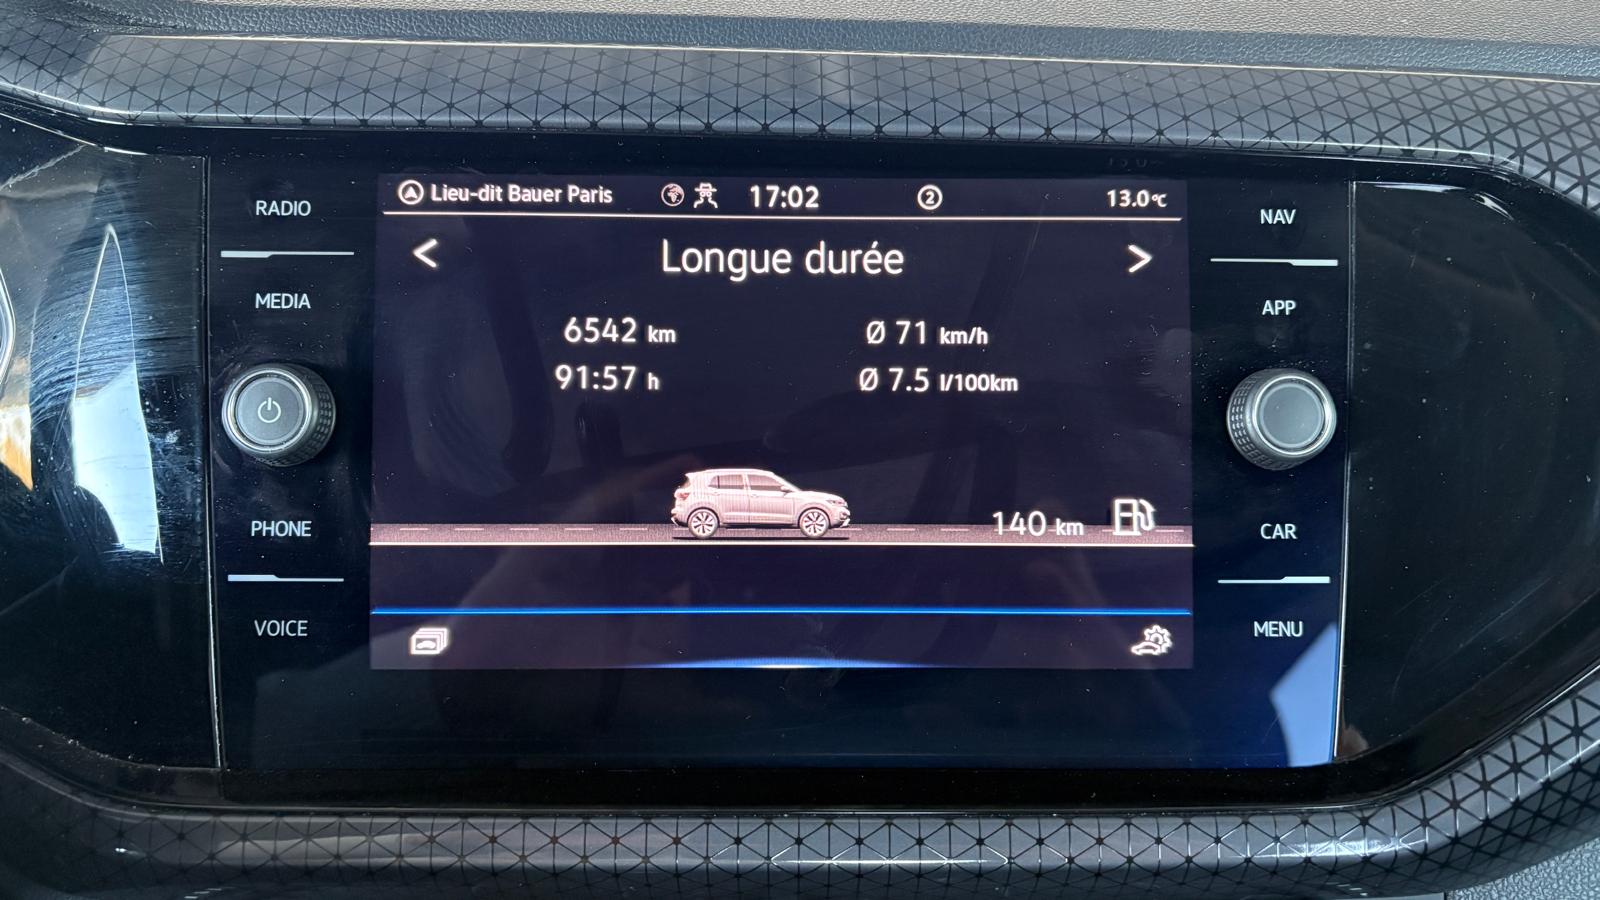 RADIO
MEDIA
PHONE
VOICE
Lieu-dit Bauer Paris 17:02 2 13.0°C
< Longue durée >
6542 km Ø 71 km/h
91:57 h Ø 7.5 l/100km
140 km
NAV
APP
CAR
MENU